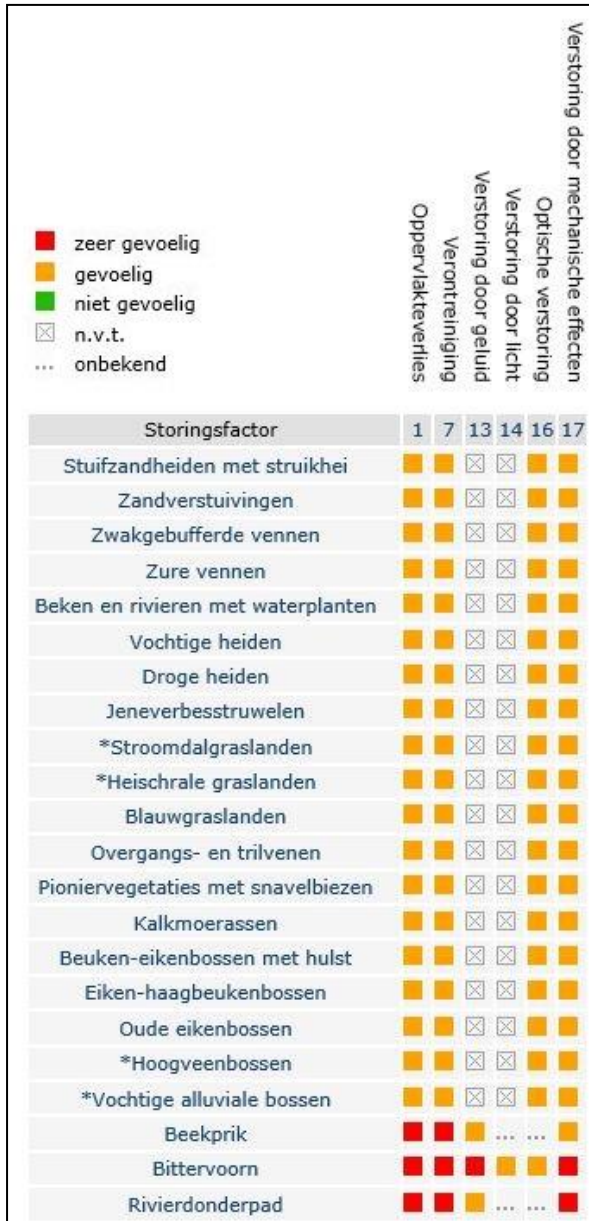 zeer gevoelig
gevoelig
niet gevoelig
n.v.t.
... onbekend
Oppervlakteverlies
Verontreiniging
Verstoring door geluid
Verstoring door licht
Optische verstoring
Verstoring door mechanische effecten
Storingsfactor 1 7 13 14 16 17
Stuifzandheiden met struikhei
Zandverstuivingen
Zwakgebufferde vennen
Zure vennen
Beken en rivieren met waterplanten
Vochtige heiden
Droge heiden
Jeneverbesstruwelen
*Stroomdalgraslanden
*Heischrale graslanden
Blauwgraslanden
Overgangs- en trilvenen
Pioniervegetaties met snavelbiezen
Kalkmoerassen
Beuken-eikenbossen met hulst
Eiken-haagbeukenbossen
Oude eikenbossen
*Hoogveenbossen
*Vochtige alluviale bossen
Beekprik ... ...
Bittervoorn
Rivierdonderpad ... ...